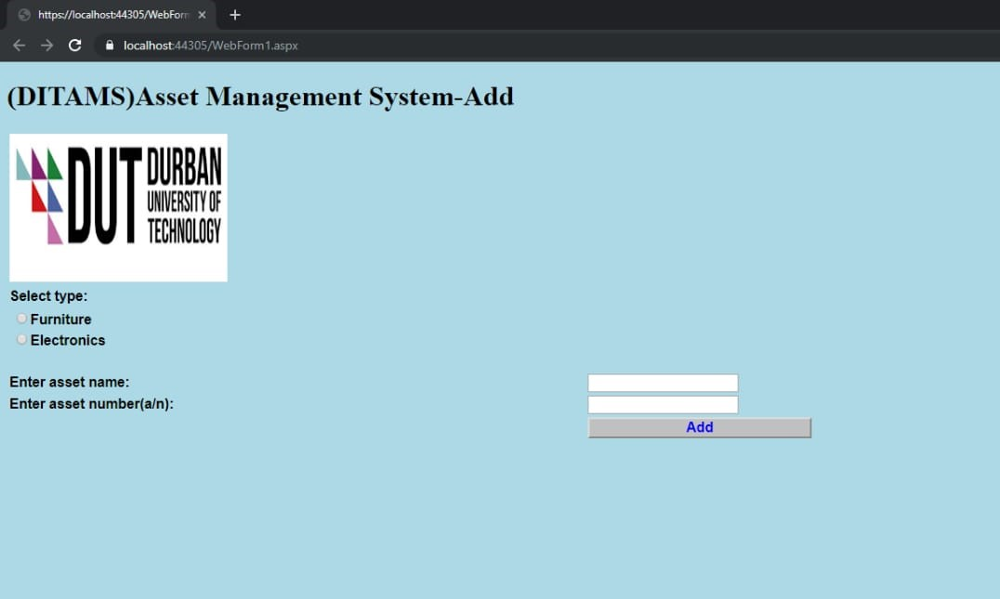 https://localhost:44305/WebForm
localhost:44305/WebForm1.aspx
(DITAMS)Asset Management System-Add
DUT DURBAN
UNIVERSITY OF
TECHNOLOGY
Select type:
Furniture
Electronics
Enter asset name:
Enter asset number(a/n):
Add